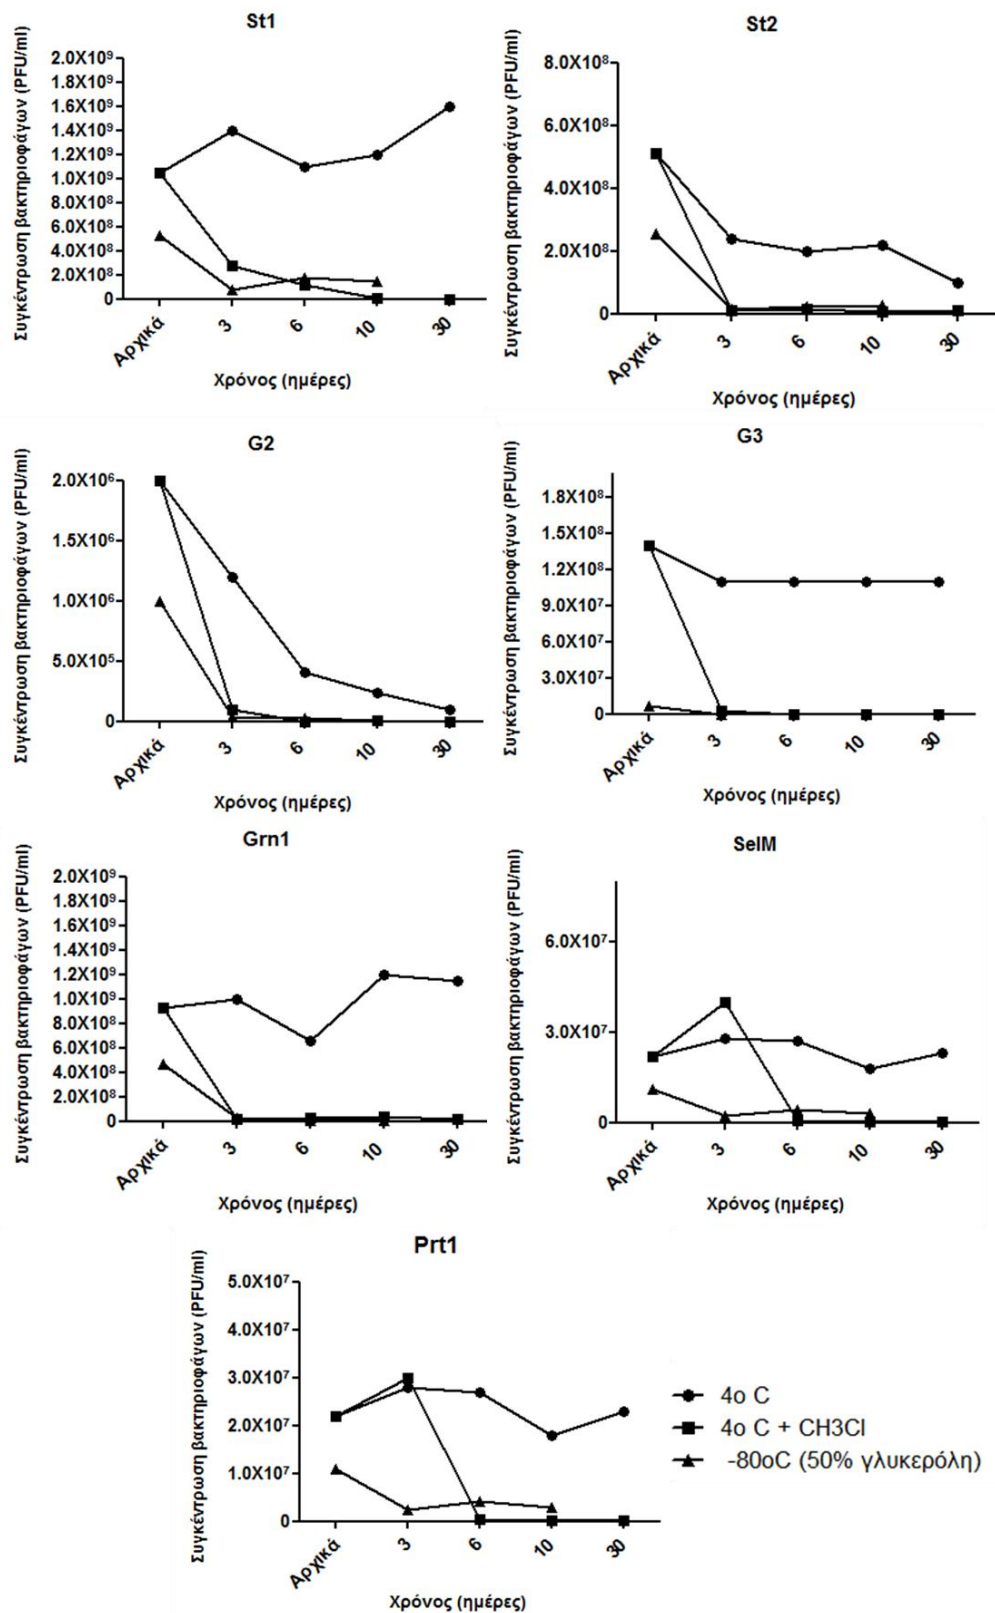 St1
Συγκέντρωση βακτηριοφάγων (PFU/ml)
2.0X10⁹
1.8X10⁹
1.6X10⁹
1.4X10⁹
1.2X10⁹
1.0X10⁹
8.0X10⁸
6.0X10⁸
4.0X10⁸
2.0X10⁸
0
Αρχικά 3 6 10 30
Χρόνος (ημέρες)
St2
Συγκέντρωση βακτηριοφάγων (PFU/ml)
8.0X10⁸
6.0X10⁸
4.0X10⁸
2.0X10⁸
0
Αρχικά 3 6 10 30
Χρόνος (ημέρες)
G2
Συγκέντρωση βακτηριοφάγων (PFU/ml)
2.0X10⁶
1.5X10⁶
1.0X10⁶
5.0X10⁵
0
Αρχικά 3 6 10 30
Χρόνος (ημέρες)
G3
Συγκέντρωση βακτηριοφάγων (PFU/ml)
1.8X10⁸
1.5X10⁸
1.2X10⁸
9.0X10⁷
6.0X10⁷
3.0X10⁷
0
Αρχικά 3 6 10 30
Χρόνος (ημέρες)
Grn1
Συγκέντρωση βακτηριοφάγων (PFU/ml)
2.0X10⁹
1.8X10⁹
1.6X10⁹
1.4X10⁹
1.2X10⁹
1.0X10⁹
8.0X10⁸
6.0X10⁸
4.0X10⁸
2.0X10⁸
0
Αρχικά 3 6 10 30
Χρόνος (ημέρες)
SelM
Συγκέντρωση βακτηριοφάγων (PFU/ml)
6.0X10⁷
3.0X10⁷
0
Αρχικά 3 6 10 30
Χρόνος (ημέρες)
Prt1
Συγκέντρωση βακτηριοφάγων (PFU/ml)
5.0X10⁷
4.0X10⁷
3.0X10⁷
2.0X10⁷
1.0X10⁷
0
Αρχικά 3 6 10 30
Χρόνος (ημέρες)
4o C
4o C + CH3Cl
-80oC (50% γλυκερόλη)